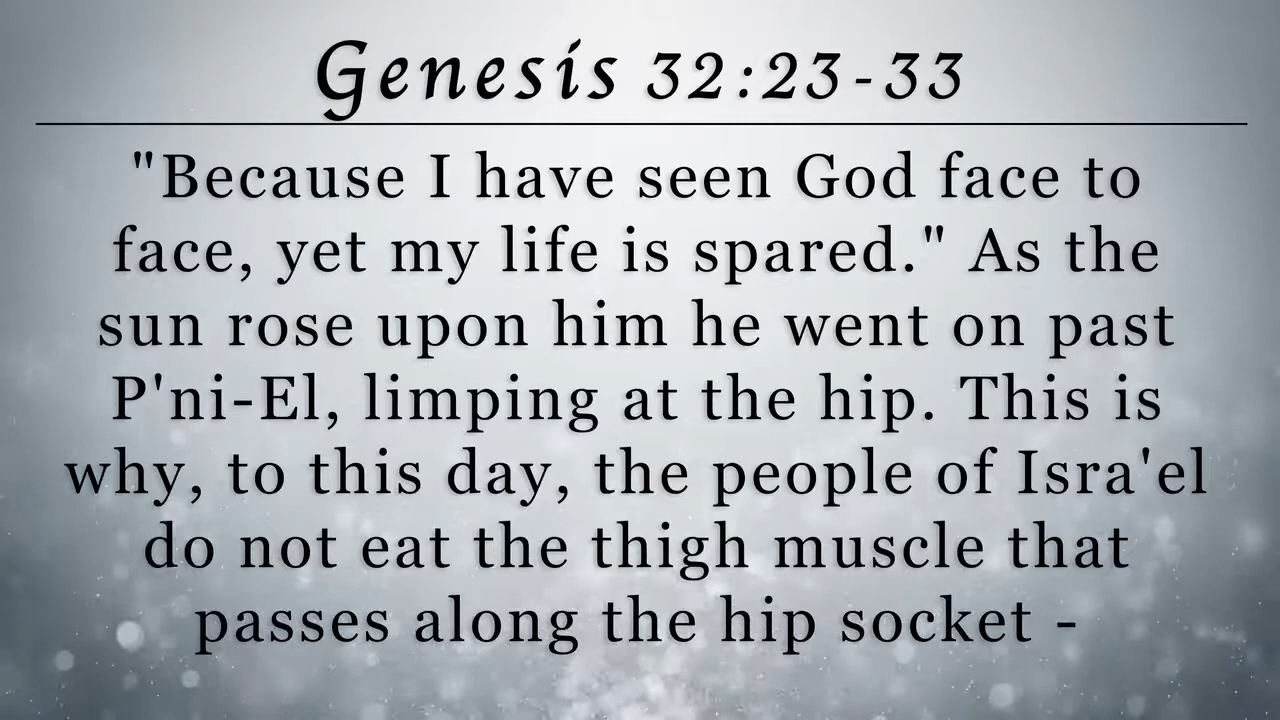 Genesis 32:23-33
"Because I have seen God face to
face, yet my life is spared." As the
sun rose upon him he went on past
P'ni-El, limping at the hip. This is
why, to this day, the people of Isra'el
do not eat the thigh muscle that
passes along the hip socket -